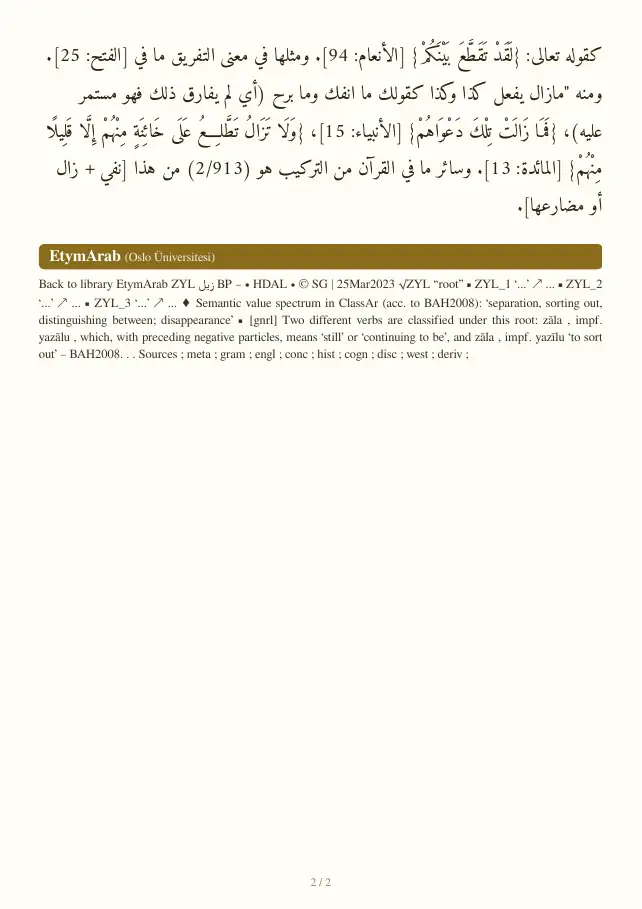 كقوله تعالى: {لَقَدْ تَقَطَّعَ بَيْنَكُمْ} [الأنعام: 94]. ومثلها في معنى التفريق ما في [الفتح: 25].
ومنه "مازال يفعل كذا وكذا كقولك ما انفك وما برح (أي لم يفارق ذلك فهو مستمر
عليه)، {فَمَا زَالَتْ تِلْكَ دَعْوَاهُمْ} [الأنبياء: 15]، {وَلَا تَزَالُ تَطَّلِعُ عَلَى خَائِنَةٍ مِنْهُمْ إِلَّا قَلِيلًا
مِنْهُمْ} [المائدة: 13]. وسائر ما في القرآن من التركيب هو (2/913) من هذا [نفي + زال
أو مضارعها].
EtymArab (Oslo Üniversitesi)
Back to library EtymArab ZYL زيل BP – • HDAL • © SG | 25Mar2023 √ZYL “root” ▪ ZYL_1 ‘...’ ↗ ... ▪ ZYL_2
‘...’ ↗ ... ▪ ZYL_3 ‘...’ ↗ ... ♦ Semantic value spectrum in ClassAr (acc. to BAH2008): ‘separation, sorting out,
distinguishing between; disappearance’ ▪ [gnrl] Two different verbs are classified under this root: zāla , impf.
yazālu , which, with preceding negative particles, means ‘still’ or ‘continuing to be’, and zāla , impf. yazīlu ‘to sort
out’ – BAH2008. . . Sources ; meta ; gram ; engl ; conc ; hist ; cogn ; disc ; west ; deriv ;
2 / 2